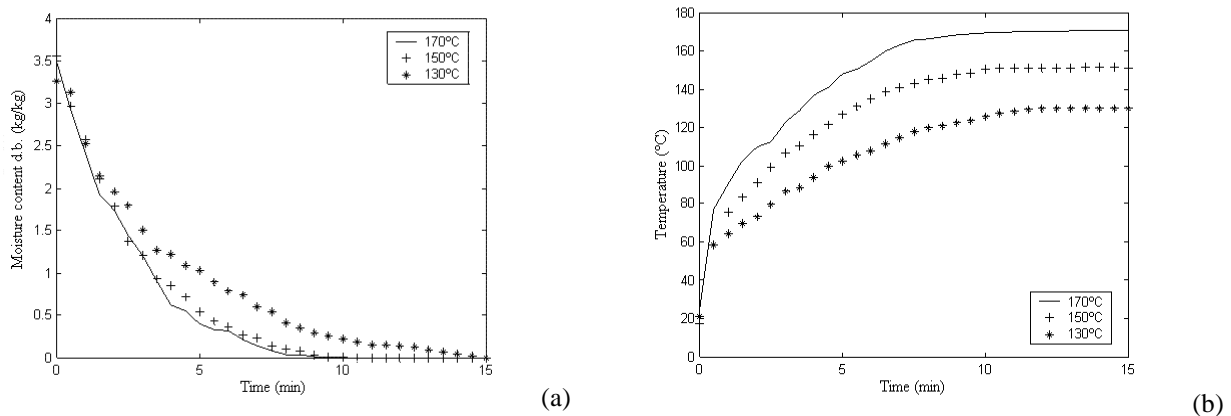 4
3.5
3
2.5
2
1.5
1
0.5
0
Moisture content d.b. (kg/kg)
170ºC
150ºC
130ºC
0
5
10
15
Time (min)
(a)
180
160
140
120
100
80
60
40
20
0
Temperature (°C)
170ºC
150ºC
130ºC
0
5
10
15
Time (min)
(b)